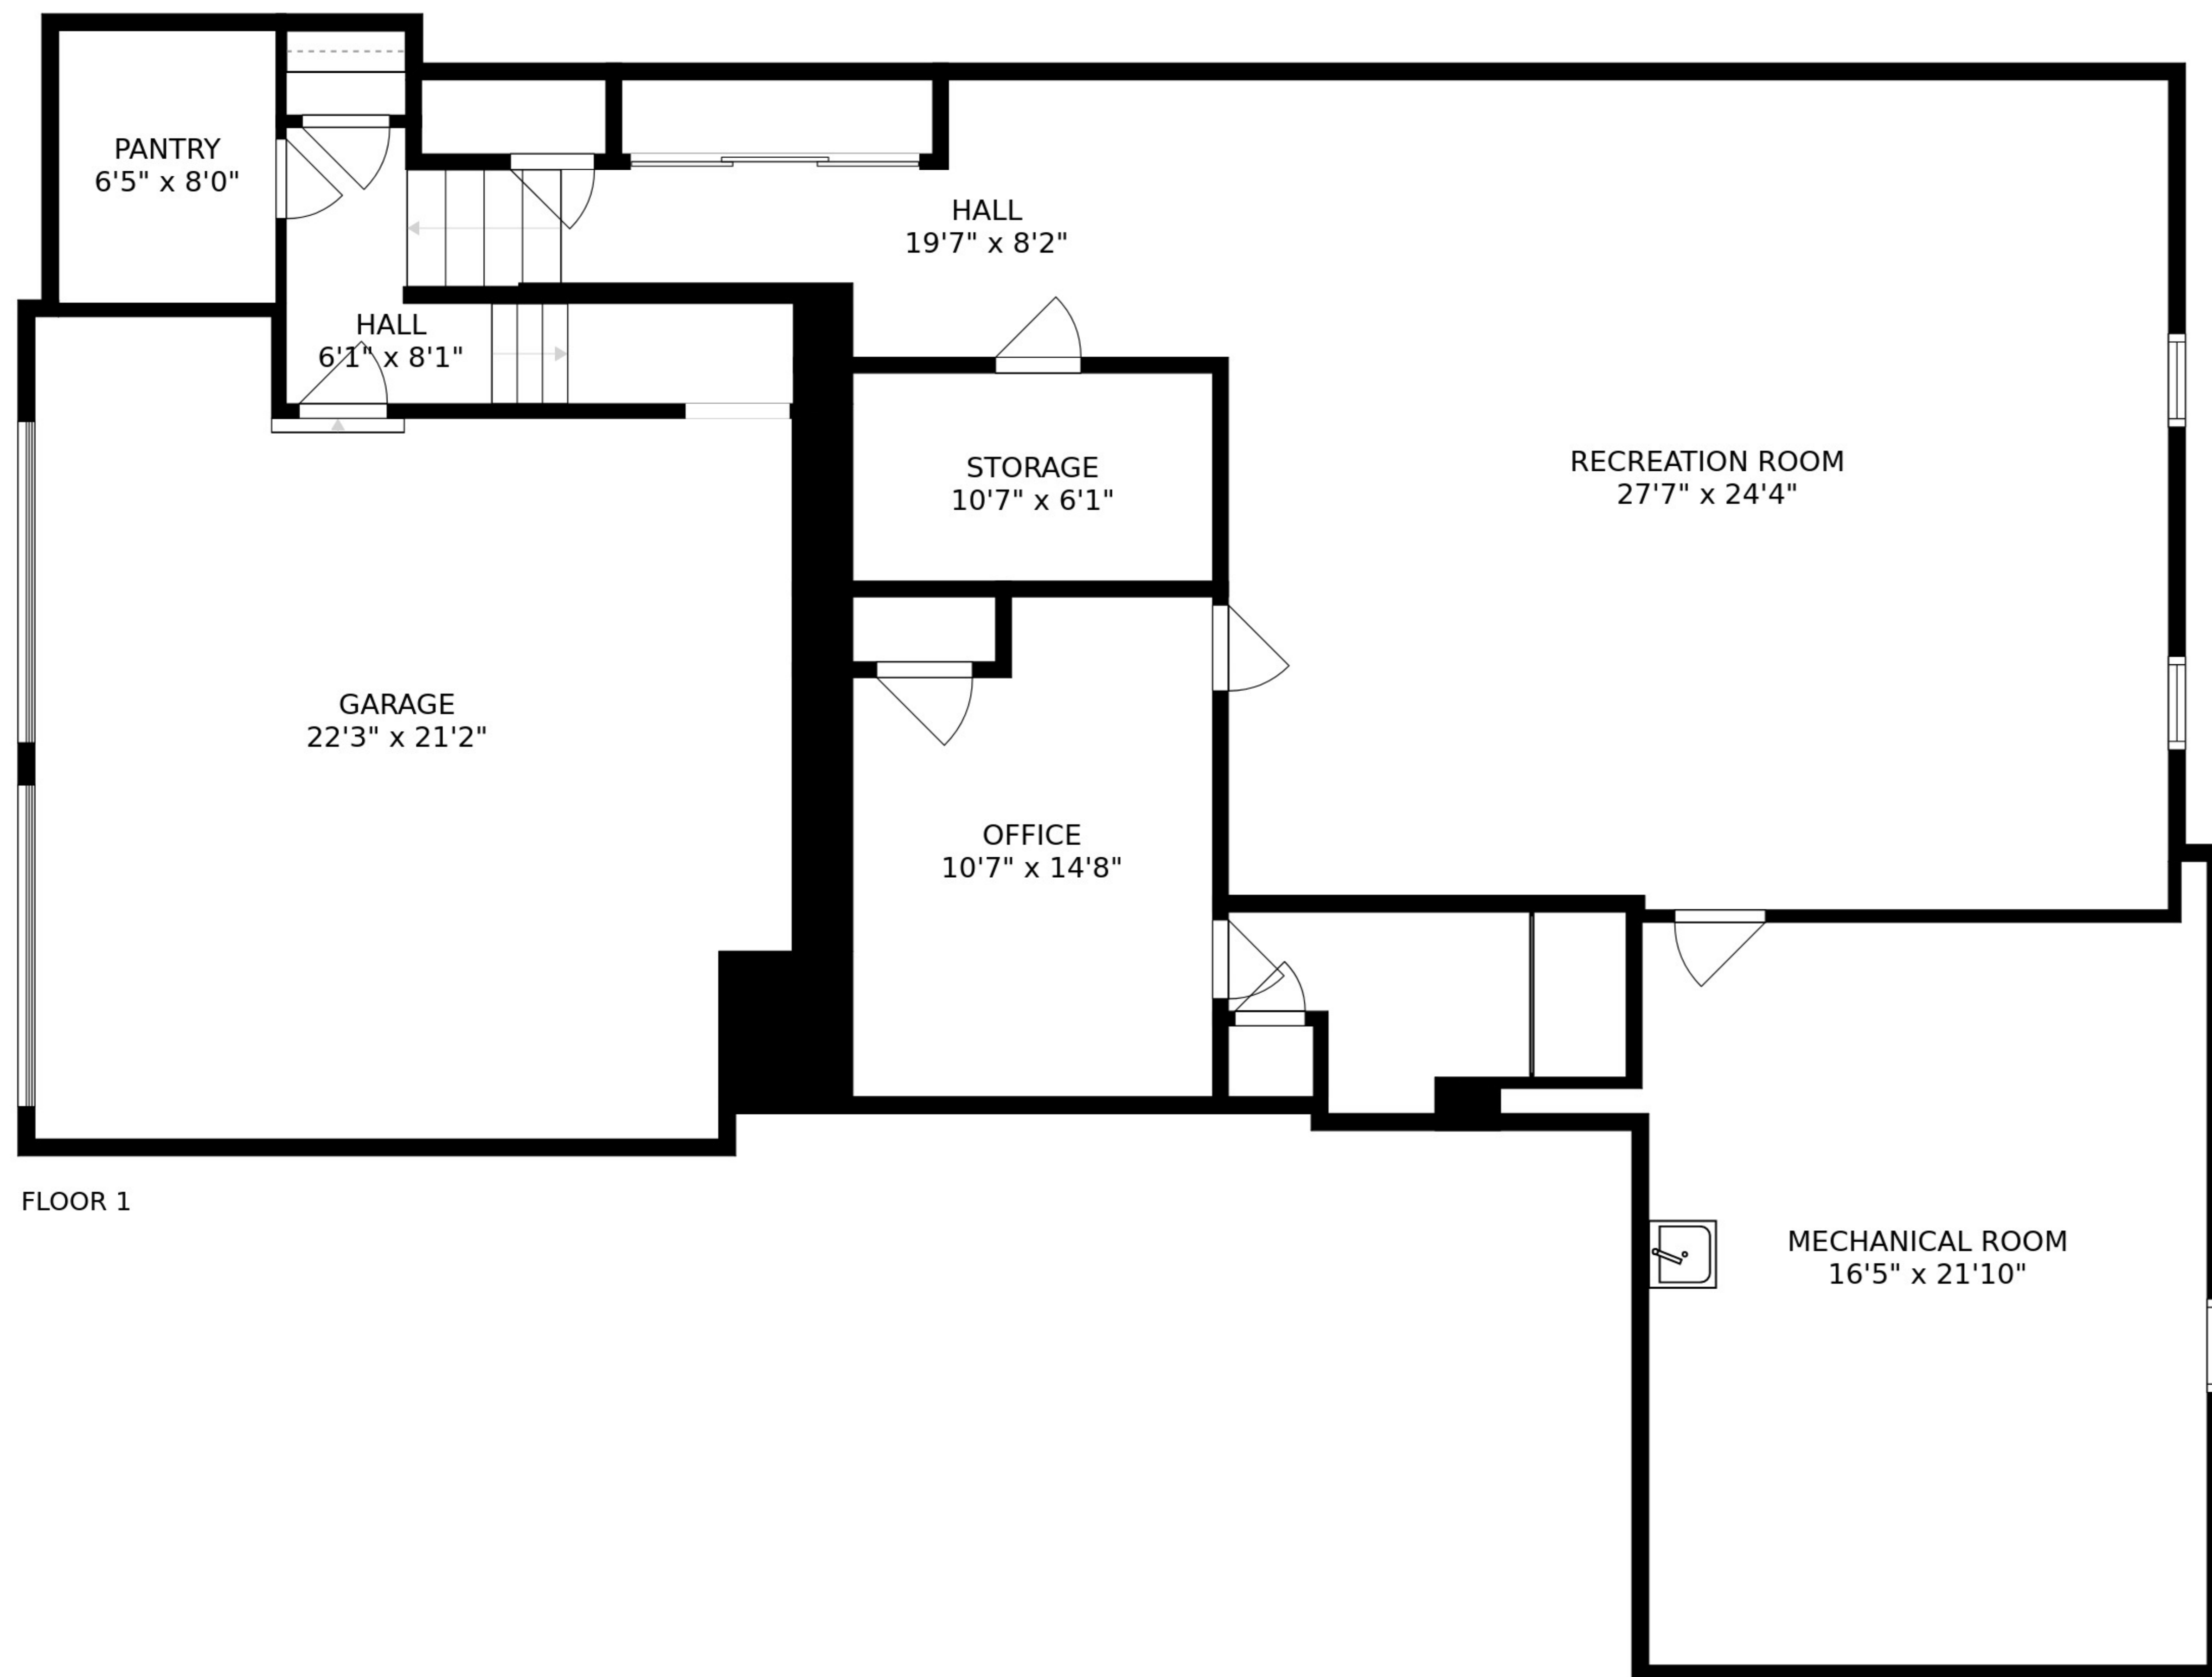 PANTRY
6'5" x 8'0"
HALL
19'7" x 8'2"
HALL
6'1" x 8'1"
STORAGE
10'7" x 6'1"
RECREATION ROOM
27'7" x 24'4"
GARAGE
22'3" x 21'2"
OFFICE
10'7" x 14'8"
FLOOR 1
MECHANICAL ROOM
16'5" x 21'10"